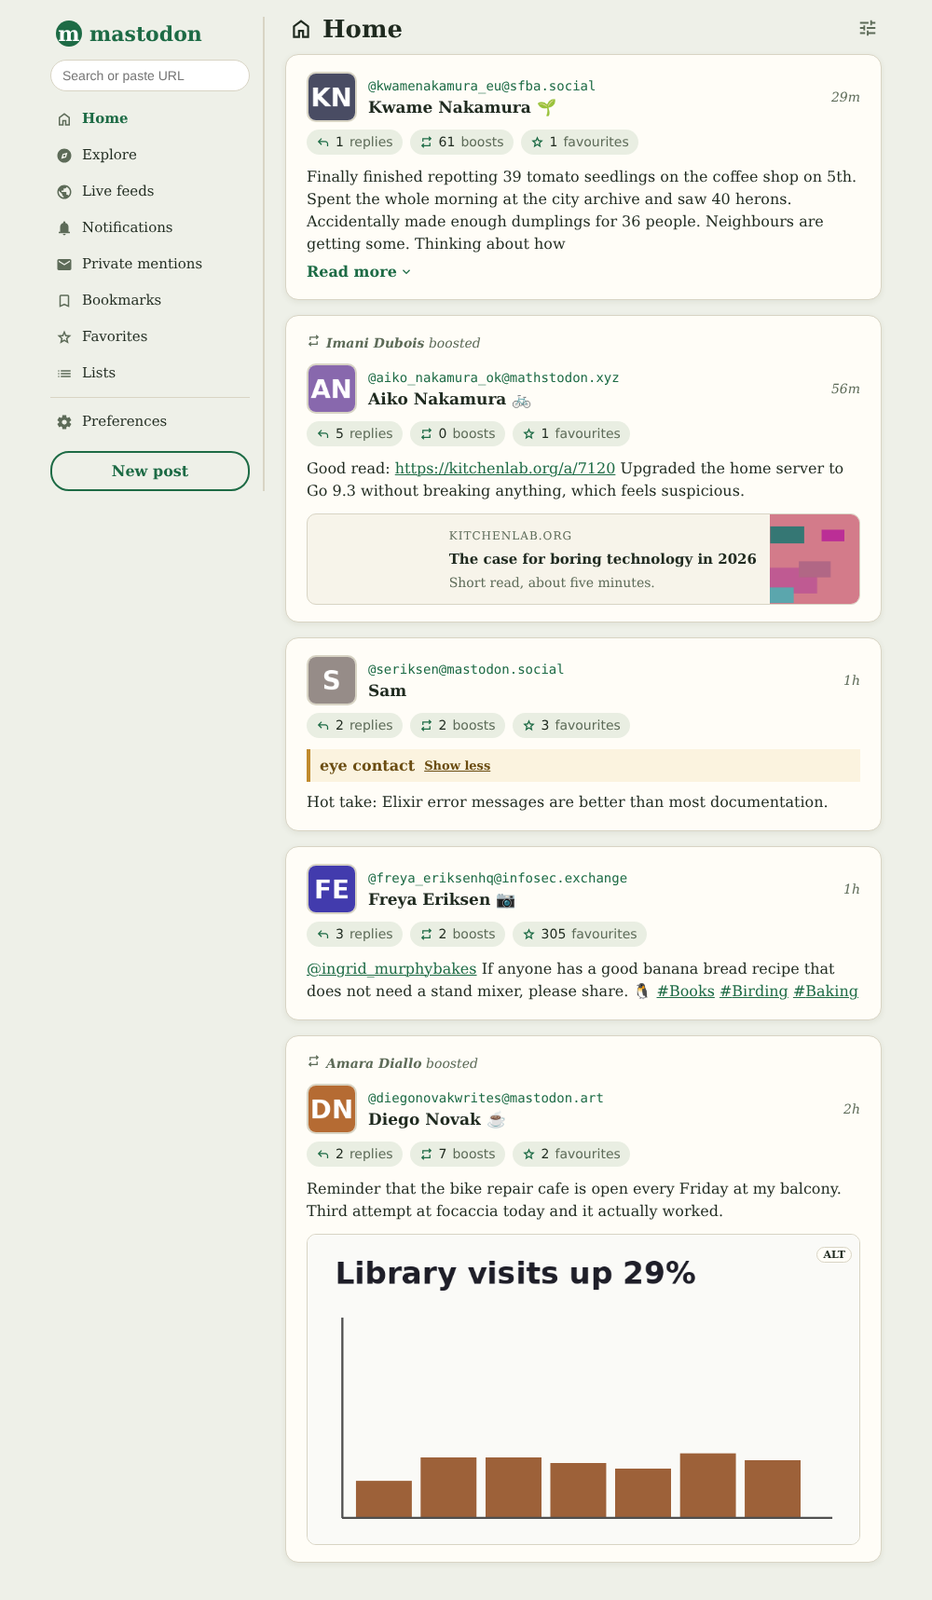 mastodon
Search or paste URL
Home
Explore
Live feeds
Notifications
Private mentions
Bookmarks
Favorites
Lists
Preferences
New post
Home
KN
@kwamenakamura_eu@sfba.social
Kwame Nakamura 🌱
29m
1 replies
61 boosts
1 favourites
Finally finished repotting 39 tomato seedlings on the coffee shop on 5th.
Spent the whole morning at the city archive and saw 40 herons.
Accidentally made enough dumplings for 36 people. Neighbours are
getting some. Thinking about how
Read more
Imani Dubois boosted
AN
@aiko_nakamura_ok@mathstodon.xyz
Aiko Nakamura 🚲
56m
5 replies
0 boosts
1 favourites
Good read: https://kitchenlab.org/a/7120 Upgraded the home server to
Go 9.3 without breaking anything, which feels suspicious.
KITCHENLAB.ORG
The case for boring technology in 2026
Short read, about five minutes.
S
@seriksen@mastodon.social
Sam
1h
2 replies
2 boosts
3 favourites
eye contact Show less
Hot take: Elixir error messages are better than most documentation.
FE
@freya_eriksenhq@infosec.exchange
Freya Eriksen 📷
1h
3 replies
2 boosts
305 favourites
@ingrid_murphybakes If anyone has a good banana bread recipe that
does not need a stand mixer, please share. 🐧 #Books #Birding #Baking
Amara Diallo boosted
DN
@diegonovakwrites@mastodon.art
Diego Novak ☕
2h
2 replies
7 boosts
2 favourites
Reminder that the bike repair cafe is open every Friday at my balcony.
Third attempt at focaccia today and it actually worked.
ALT
Library visits up 29%